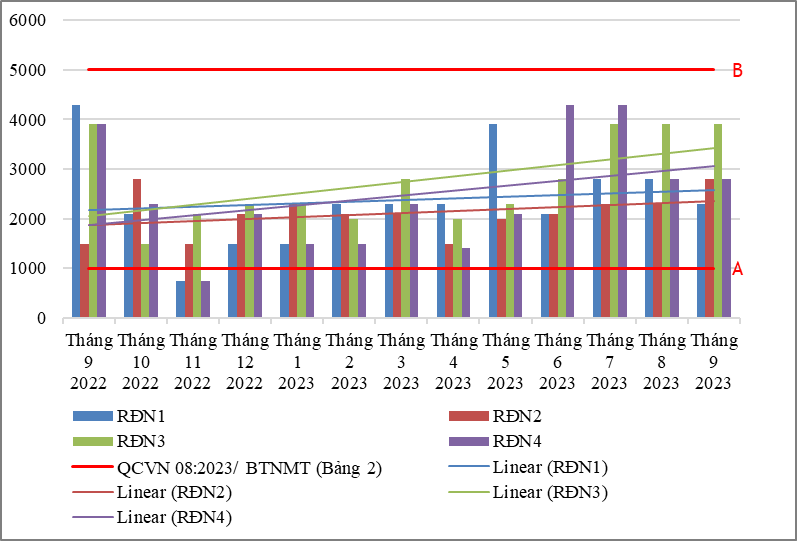 6000
5000
B
4000
3000
2000
1000
A
0
Tháng 9 2022
Tháng 10 2022
Tháng 11 2022
Tháng 12 2022
Tháng 1 2023
Tháng 2 2023
Tháng 3 2023
Tháng 4 2023
Tháng 5 2023
Tháng 6 2023
Tháng 7 2023
Tháng 8 2023
Tháng 9 2023
RĐN1
RĐN2
RĐN3
RĐN4
QCVN 08:2023/ BTNMT (Bảng 2)
Linear (RĐN1)
Linear (RĐN2)
Linear (RĐN3)
Linear (RĐN4)